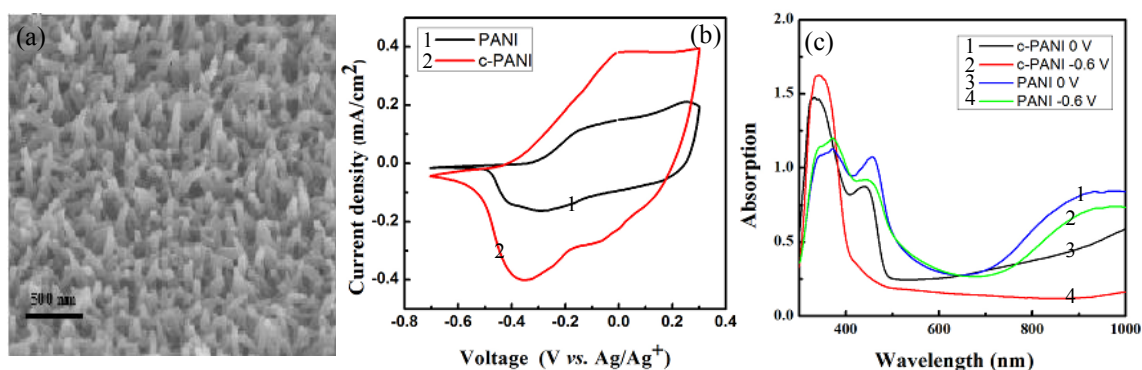 (a)
500 nm
(b)
1 PANI
2 c-PANI
0.4
0.2
0.0
-0.2
-0.4
Current density (mA/cm²)
1
2
-0.8 -0.6 -0.4 -0.2 0.0 0.2 0.4
Voltage (V vs. Ag/Ag⁺)
(c)
1 c-PANI 0 V
2 c-PANI -0.6 V
3 PANI 0 V
4 PANI -0.6 V
2.0
1.5
1.0
0.5
0.0
Absorption
1
2
3
4
400 600 800 1000
Wavelength (nm)